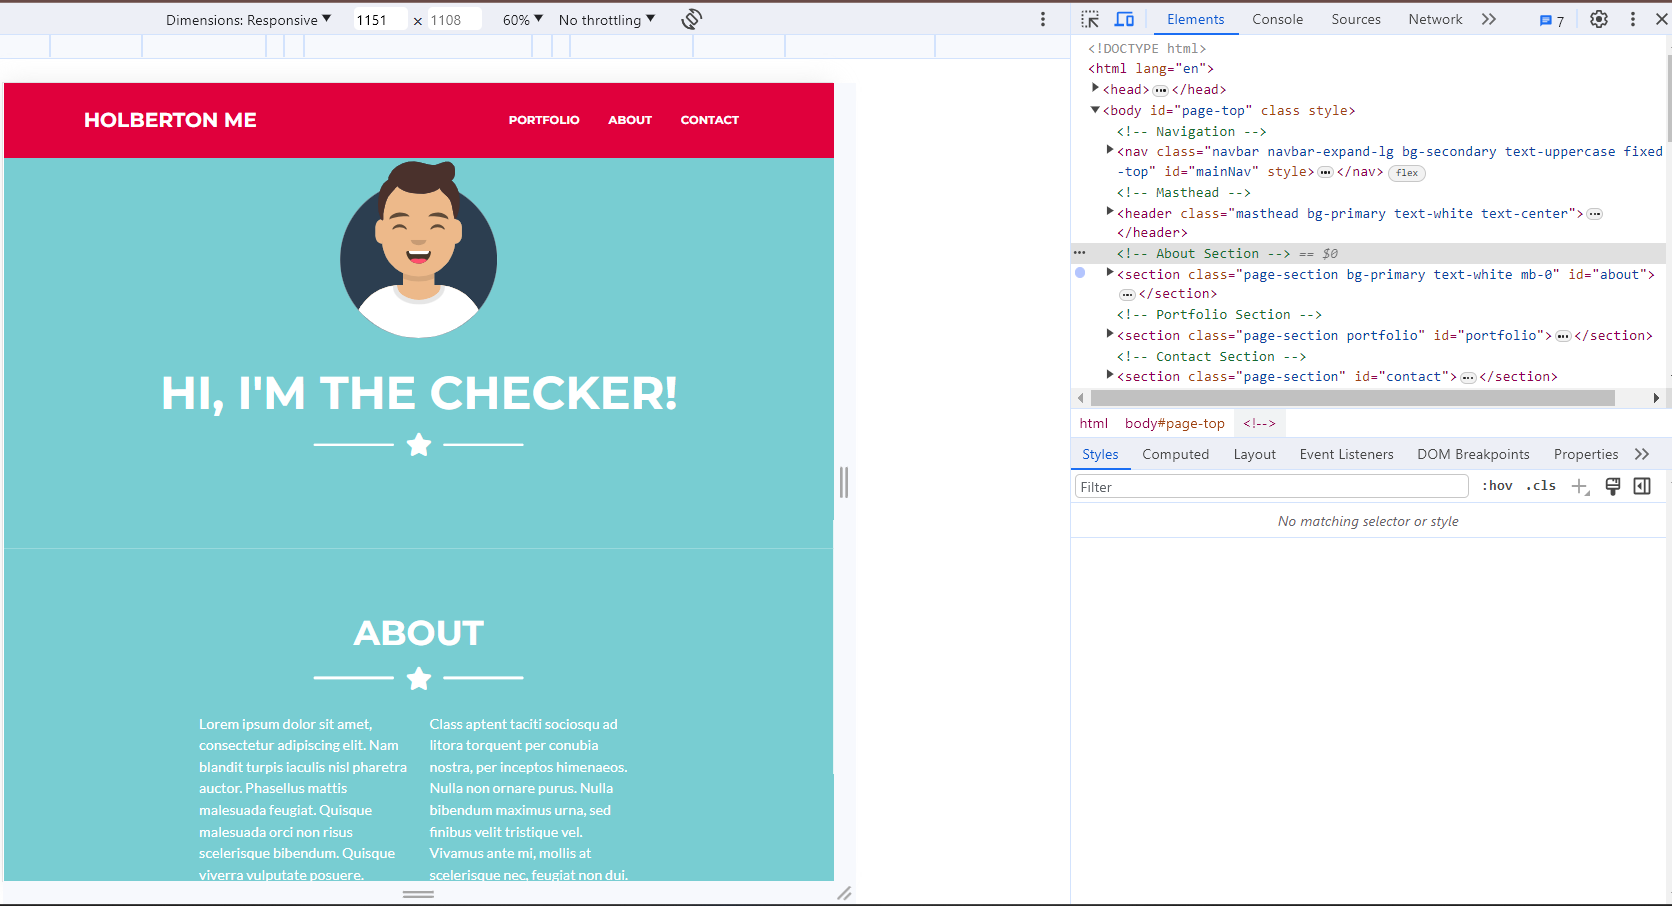 Dimensions: Responsive ▼ 1151 × 1108 60% ▼ No throttling ▼
Elements Console Sources Network 7
HOLBERTON ME PORTFOLIO ABOUT CONTACT
HI, I'M THE CHECKER!
ABOUT
Lorem ipsum dolor sit amet,
consectetur adipiscing elit. Nam
blandit turpis iaculis nisl pharetra
auctor. Phasellus mattis
malesuada feugiat. Quisque
malesuada orci non risus
scelerisque bibendum. Quisque
viverra vulputate posuere.
Class aptent taciti sociosqu ad
litora torquent per conubia
nostra, per inceptos himenaeos.
Nulla non ornare purus. Nulla
bibendum maximus urna, sed
finibus velit tristique vel.
Vivamus ante mi, mollis at
scelerisque nec, feugiat non dui.
<!DOCTYPE html>
<html lang="en">
<head>…</head>
<body id="page-top" class style>
<!-- Navigation -->
<nav class="navbar navbar-expand-lg bg-secondary text-uppercase fixed
-top" id="mainNav" style>…</nav> flex
<!-- Masthead -->
<header class="masthead bg-primary text-white text-center">…
</header>
<!-- About Section --> == $0
<section class="page-section bg-primary text-white mb-0" id="about">
…</section>
<!-- Portfolio Section -->
<section class="page-section portfolio" id="portfolio">…</section>
<!-- Contact Section -->
<section class="page-section" id="contact">…</section>
html body#page-top <!-->
Styles Computed Layout Event Listeners DOM Breakpoints Properties
Filter :hov .cls
No matching selector or style